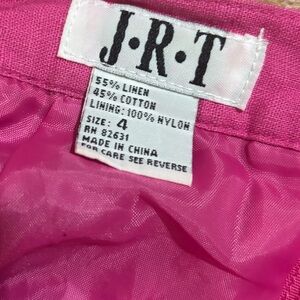 J·R·T
55% LINEN
45% COTTON
LINING: 100% NYLON
SIZE: 4
RN 82631
MADE IN CHINA
FOR CARE SEE REVERSE